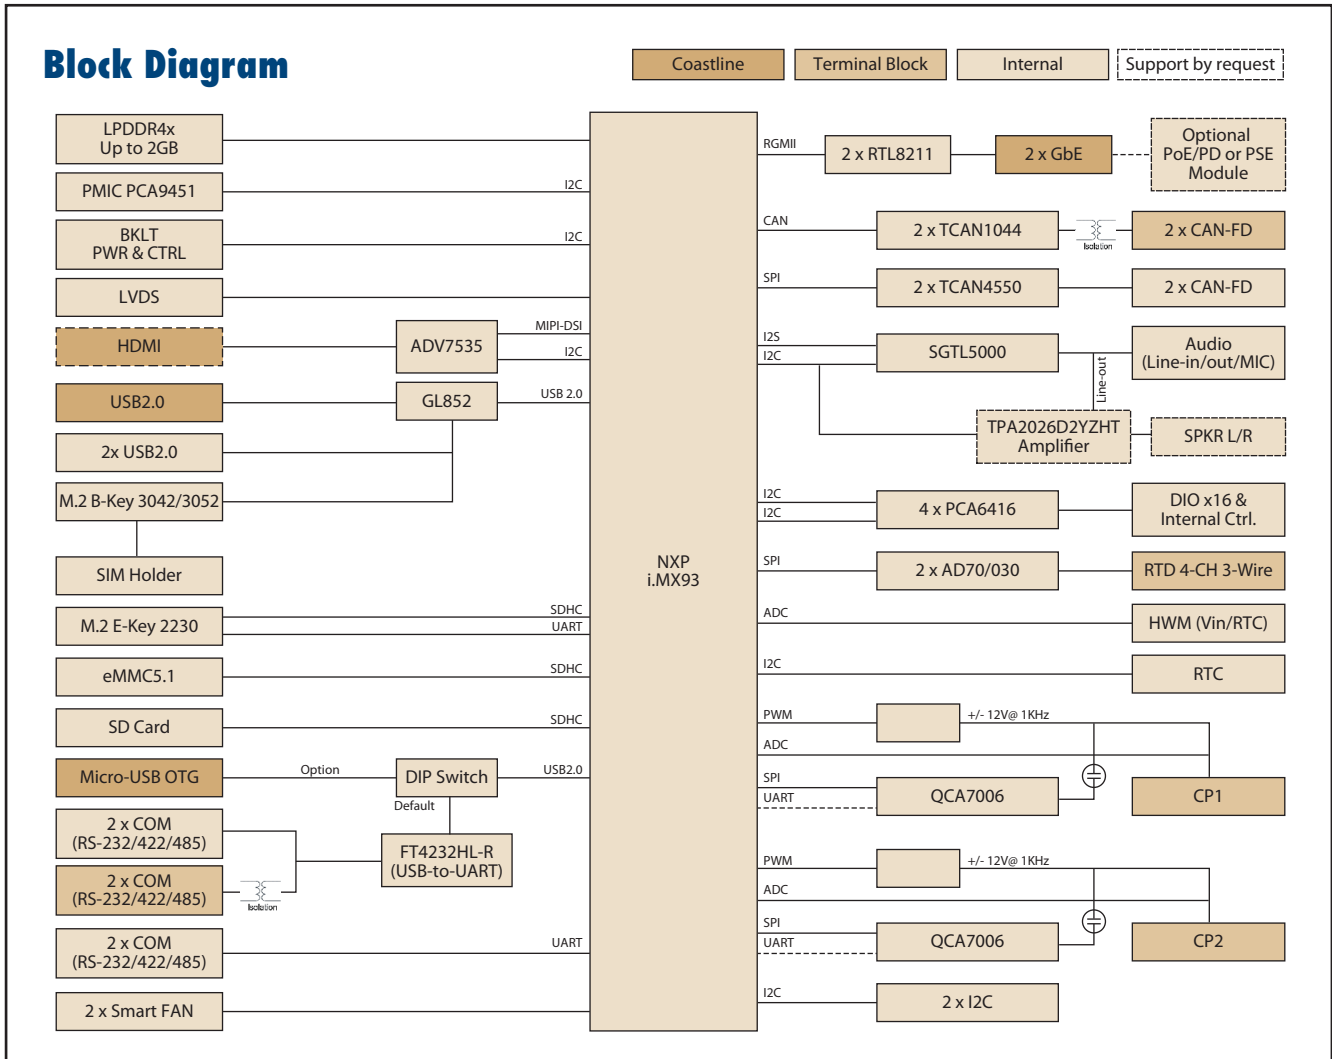 Block Diagram
Coastline
Terminal Block
Internal
Support by request
LPDDR4x
Up to 2GB
PMIC PCA9451
I2C
BKLT
PWR & CTRL
I2C
LVDS
HDMI
ADV7535
MIPI-DSI
I2C
USB2.0
GL852
USB 2.0
2x USB2.0
M.2 B-Key 3042/3052
SIM Holder
M.2 E-Key 2230
SDHC
UART
eMMC5.1
SDHC
SD Card
SDHC
Micro-USB OTG
Option
DIP Switch
USB2.0
Default
2 x COM
(RS-232/422/485)
FT4232HL-R
(USB-to-UART)
2 x COM
(RS-232/422/485)
Isolation
2 x COM
(RS-232/422/485)
UART
2 x Smart FAN
NXP
i.MX93
RGMII
2 x RTL8211
2 x GbE
Optional
PoE/PD or PSE
Module
CAN
2 x TCAN1044
Isolation
2 x CAN-FD
SPI
2 x TCAN4550
2 x CAN-FD
I2S
I2C
SGTL5000
Audio
(Line-in/out/MIC)
Line-out
TPA2026D2YZHT
Amplifier
SPKR L/R
I2C
I2C
4 x PCA6416
DIO x16 &
Internal Ctrl.
SPI
2 x AD70/030
RTD 4-CH 3-Wire
ADC
HWM (Vin/RTC)
I2C
RTC
PWM
+/- 12V@ 1KHz
ADC
SPI
UART
QCA7006
CP1
PWM
+/- 12V@ 1KHz
ADC
SPI
UART
QCA7006
CP2
I2C
2 x I2C